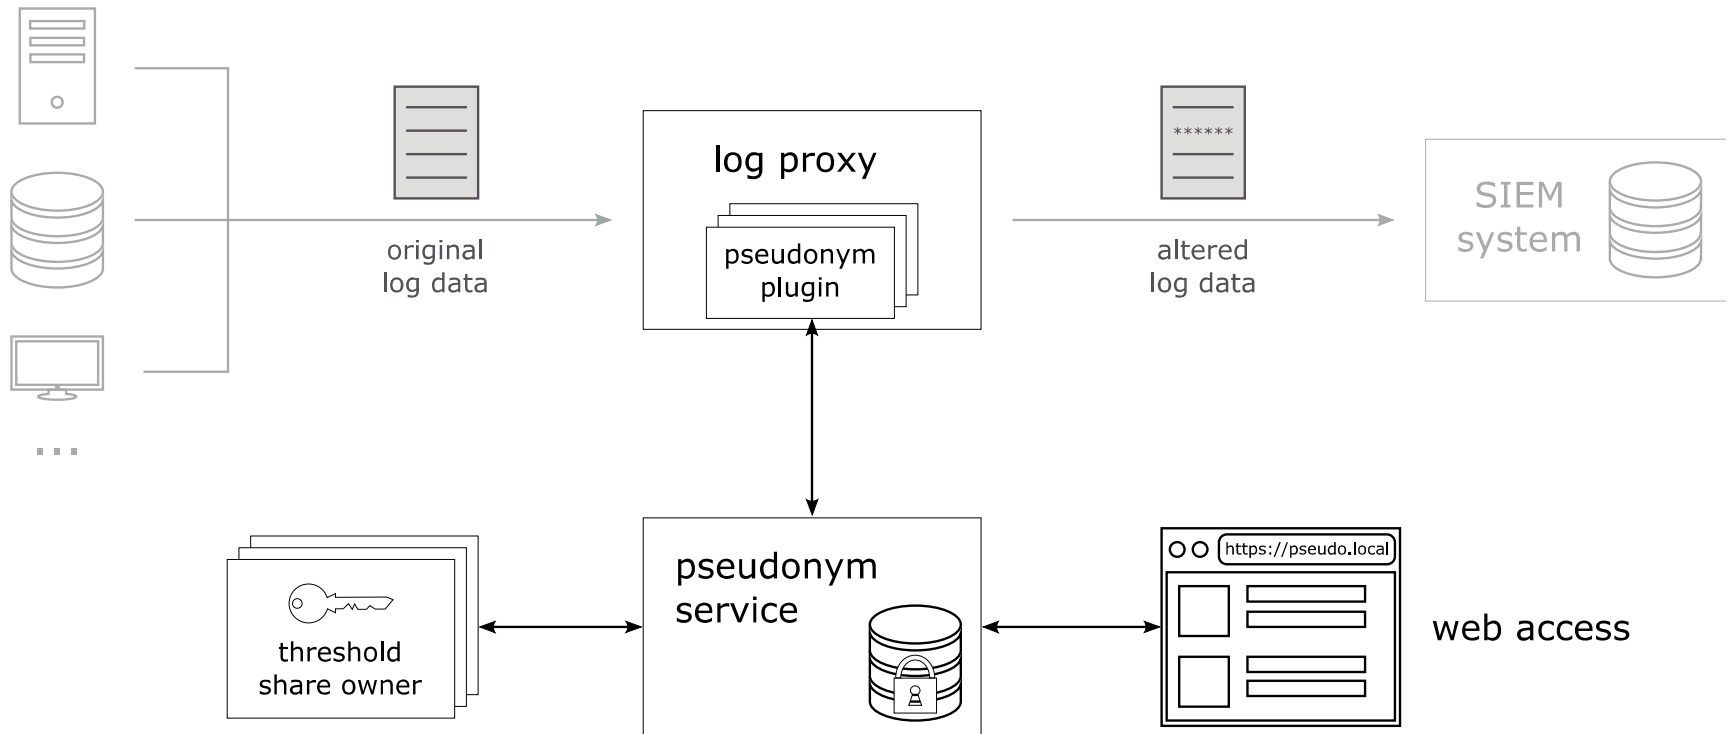 original
log data
log proxy
pseudonym
plugin
******
altered
log data
SIEM
system
...
threshold
share owner
pseudonym
service
https://pseudo.local
web access